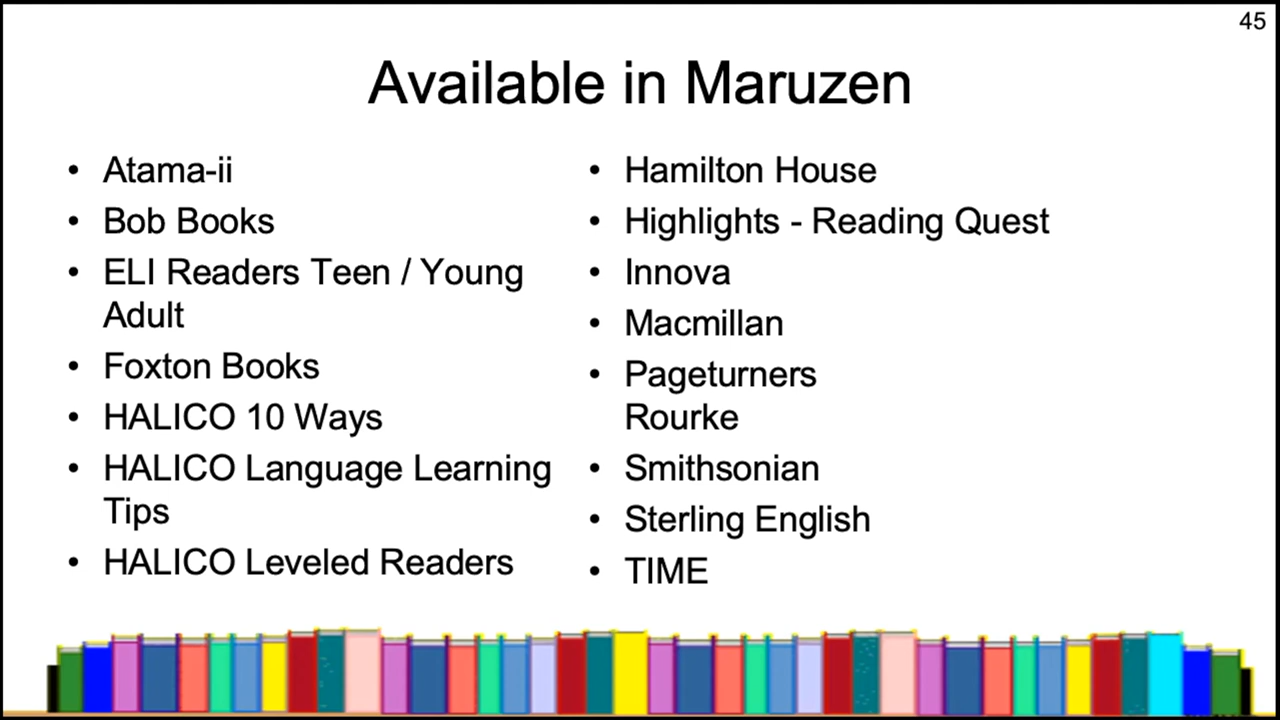 45
Available in Maruzen
• Atama-ii
• Bob Books
• ELI Readers Teen / Young
Adult
• Foxton Books
• HALICO 10 Ways
• HALICO Language Learning
Tips
• HALICO Leveled Readers
• Hamilton House
• Highlights - Reading Quest
• Innova
• Macmillan
• Pageturners
Rourke
• Smithsonian
• Sterling English
• TIME